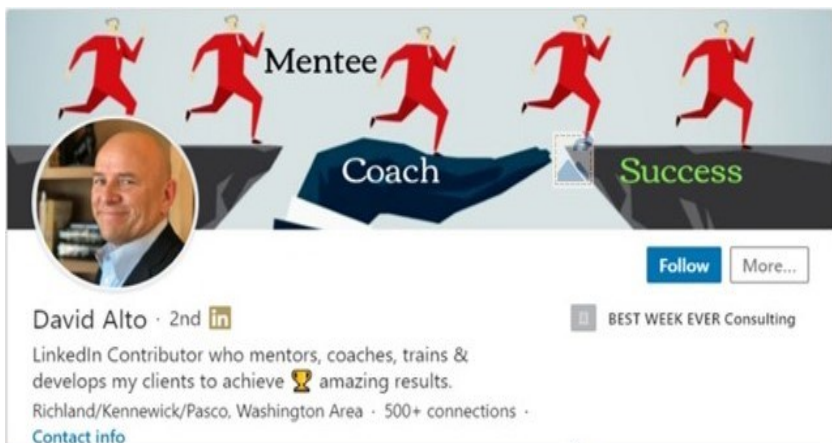 Mentee
Coach
Success
Follow
More...
David Alto · 2nd in
BEST WEEK EVER Consulting
LinkedIn Contributor who mentors, coaches, trains &
develops my clients to achieve 🏆 amazing results.
Richland/Kennewick/Pasco, Washington Area · 500+ connections ·
Contact info